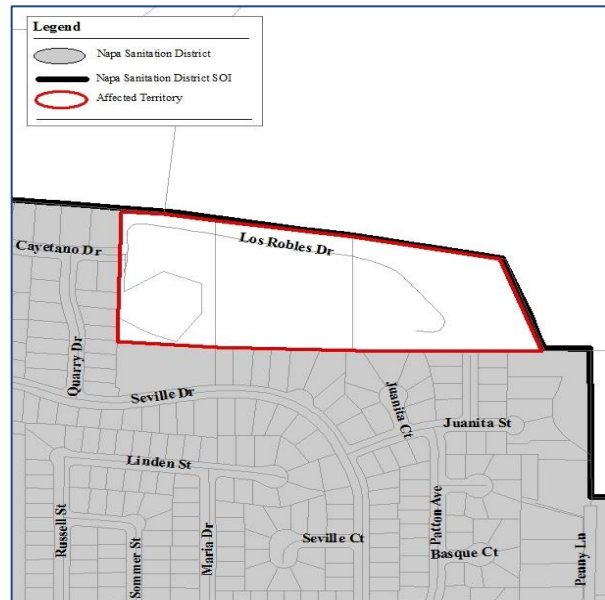 Legend
Napa Sanitation District
Napa Sanitation District SOI
Affected Territory
Los Robles Dr
Cayetano Dr
Quarry Dr
Seville Dr
Juanita Ct
Juanita St
Linden St
Russell St
Sommer st
Maria Dr
Seville Ct
Patton Ave
Basque Ct
Penny Ln